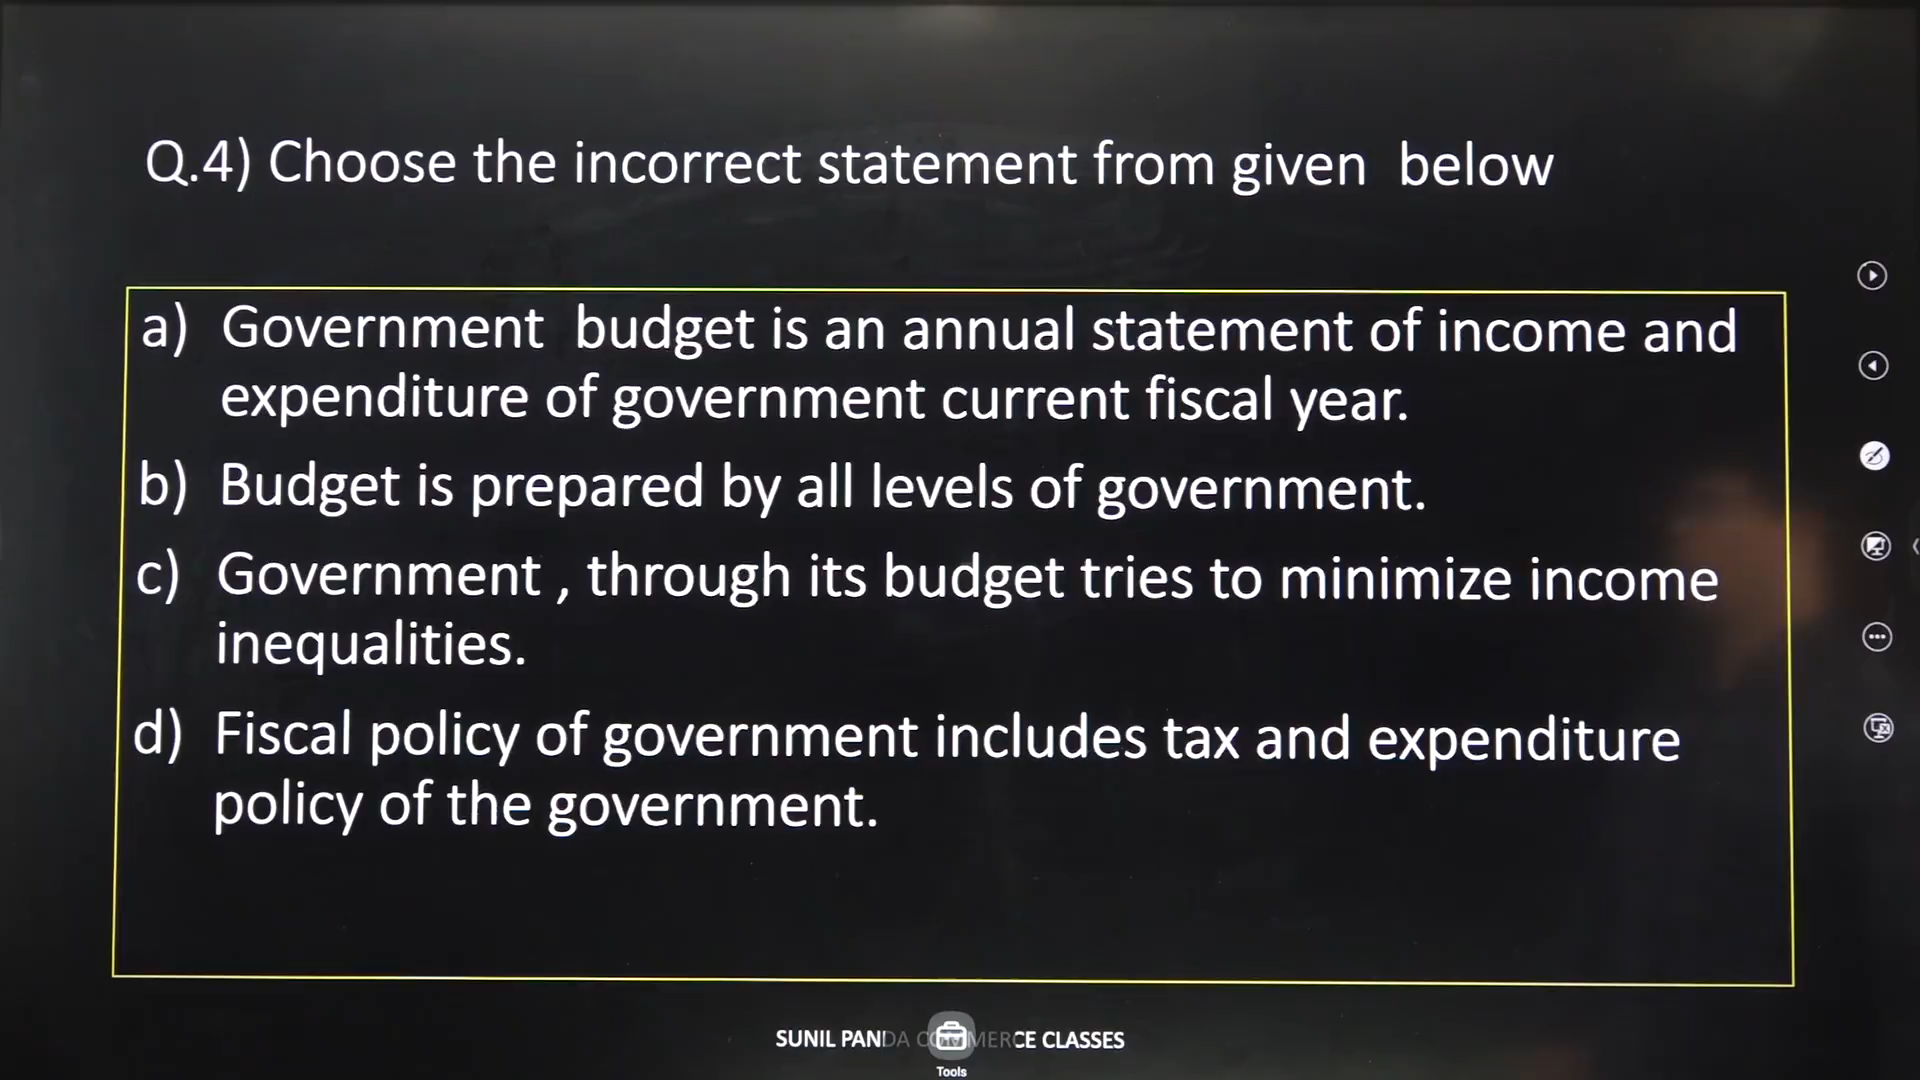 Q.4) Choose the incorrect statement from given below
a) Government budget is an annual statement of income and
expenditure of government current fiscal year.
b) Budget is prepared by all levels of government.
c) Government , through its budget tries to minimize income
inequalities.
d) Fiscal policy of government includes tax and expenditure
policy of the government.
SUNIL PANDA COMMERCE CLASSES
Tools